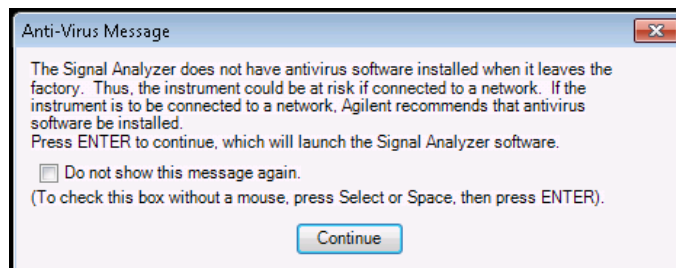 Anti-Virus Message
The Signal Analyzer does not have antivirus software installed when it leaves the
factory.  Thus, the instrument could be at risk if connected to a network.  If the
instrument is to be connected to a network, Agilent recommends that antivirus
software be installed.
Press ENTER to continue, which will launch the Signal Analyzer software.
Do not show this message again.
(To check this box without a mouse, press Select or Space, then press ENTER).
Continue